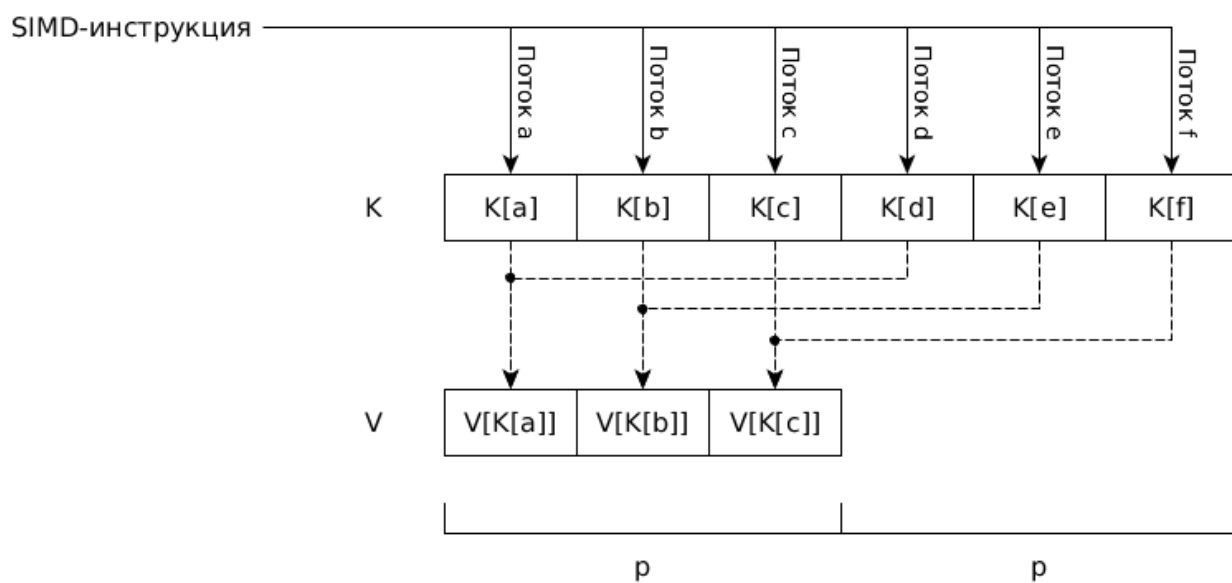 SIMD-инструкция
Поток a
Поток b
Поток c
Поток d
Поток e
Поток f
K
K[a]
K[b]
K[c]
K[d]
K[e]
K[f]
V
V[K[a]]
V[K[b]]
V[K[c]]
p
p